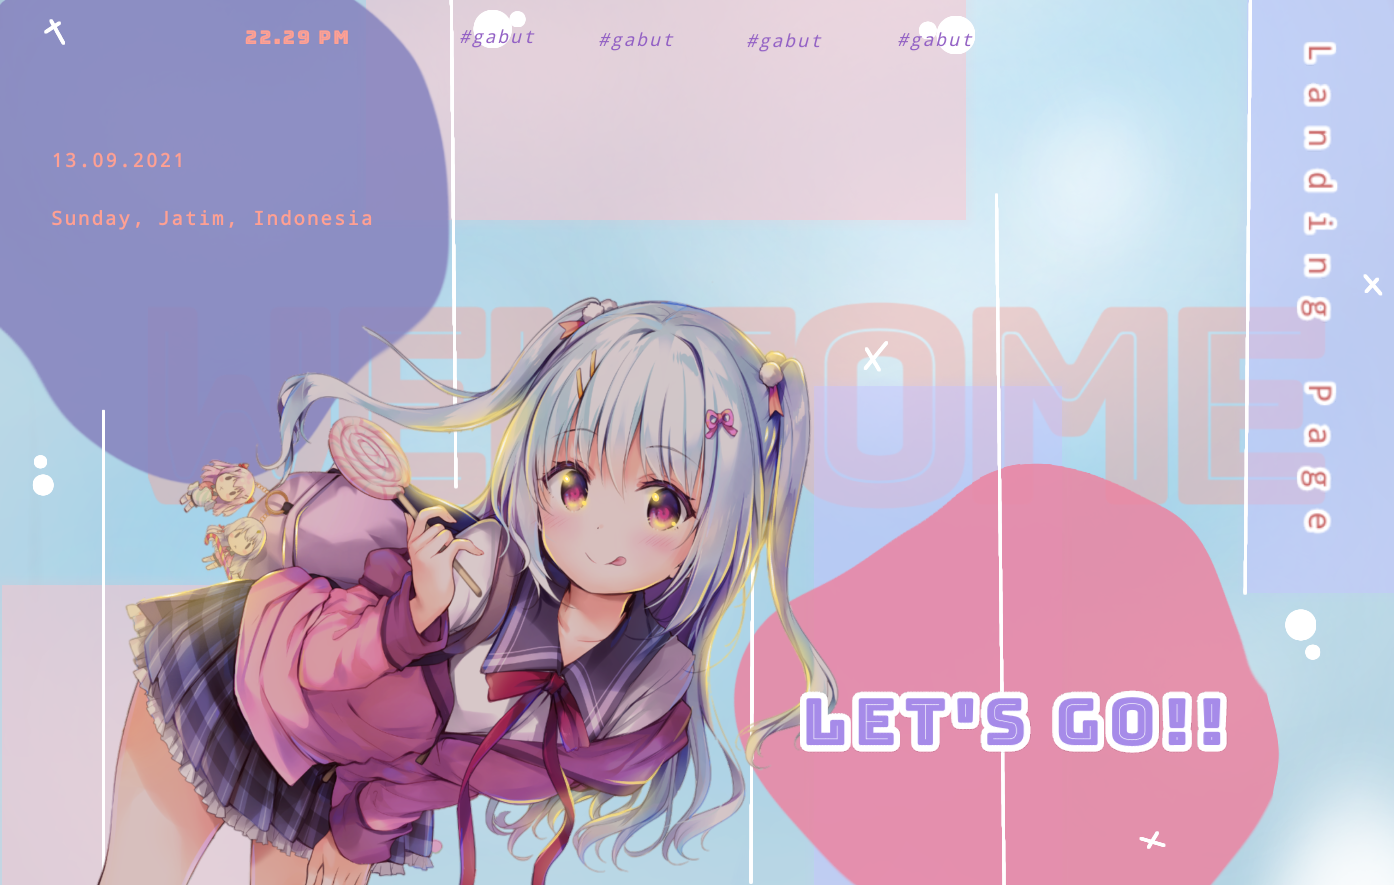 22.29 PM
#gabut #gabut #gabut #gabut
13.09.2021
Sunday, Jatim, Indonesia
Landing Page
WELCOME
LET'S GO!!